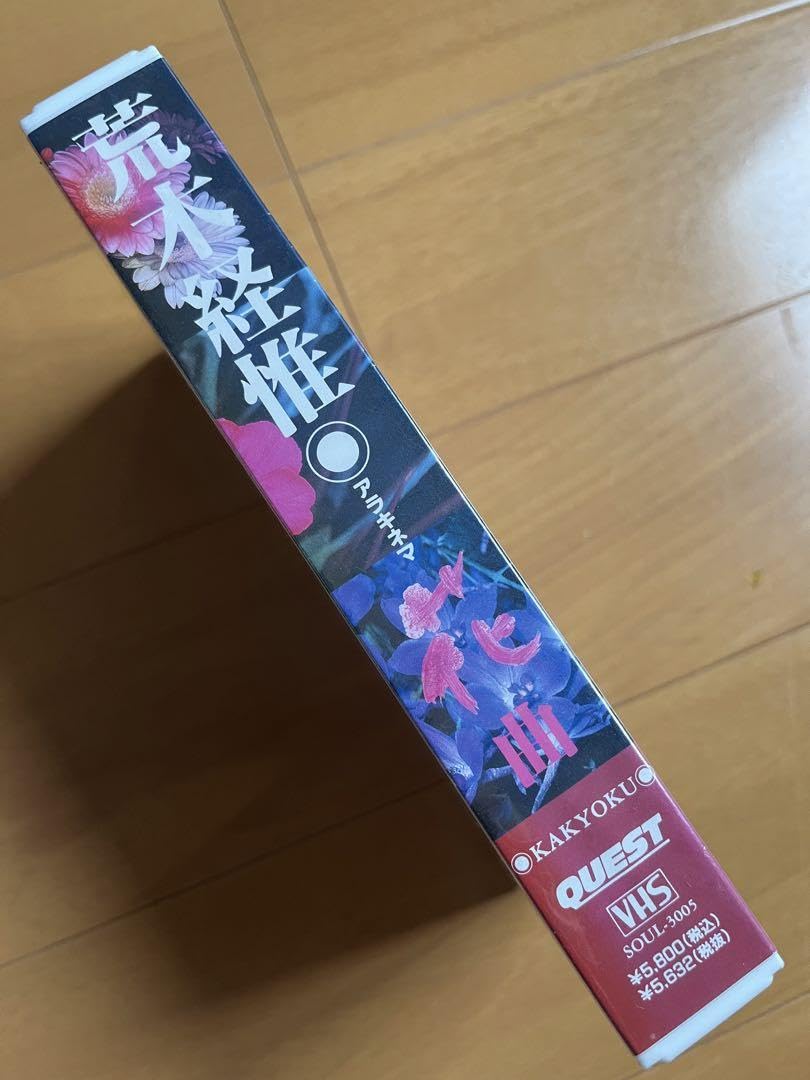 荒木経惟
アラキネマ
花曲
KAKYOKU
QUEST
VHS
SOUL-3005
¥5,800(税込)
¥5,632(税抜)